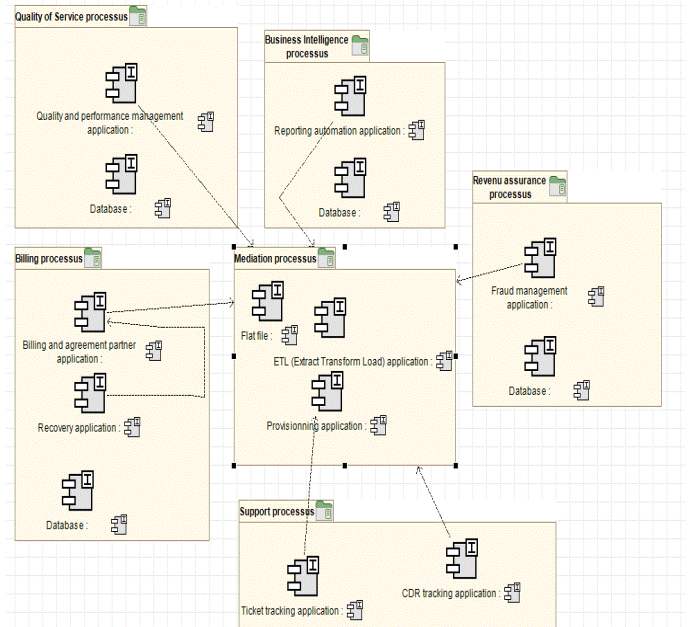 Quality of Service processus
Quality and performance management
application :
Database :
Business Intelligence
processus
Reporting automation application :
Database :
Revenu assurance
processus
Fraud management
application :
Database :
Billing processus
Billing and agreement partner
application :
Recovery application :
Database :
Mediation processus
Flat file :
ETL (Extract Transform Load) application :
Provisionning application :
Support processus
Ticket tracking application :
CDR tracking application :